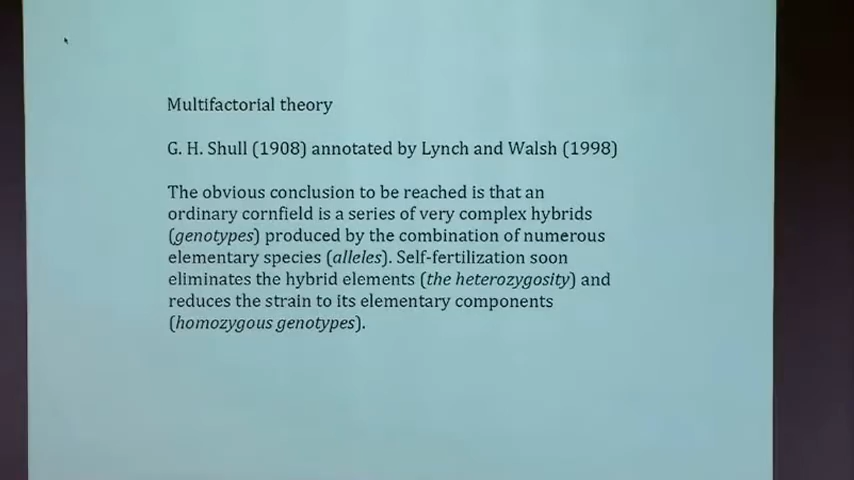 Multifactorial theory
G. H. Shull (1908) annotated by Lynch and Walsh (1998)
The obvious conclusion to be reached is that an
ordinary cornfield is a series of very complex hybrids
(genotypes) produced by the combination of numerous
elementary species (alleles). Self-fertilization soon
eliminates the hybrid elements (the heterozygosity) and
reduces the strain to its elementary components
(homozygous genotypes).